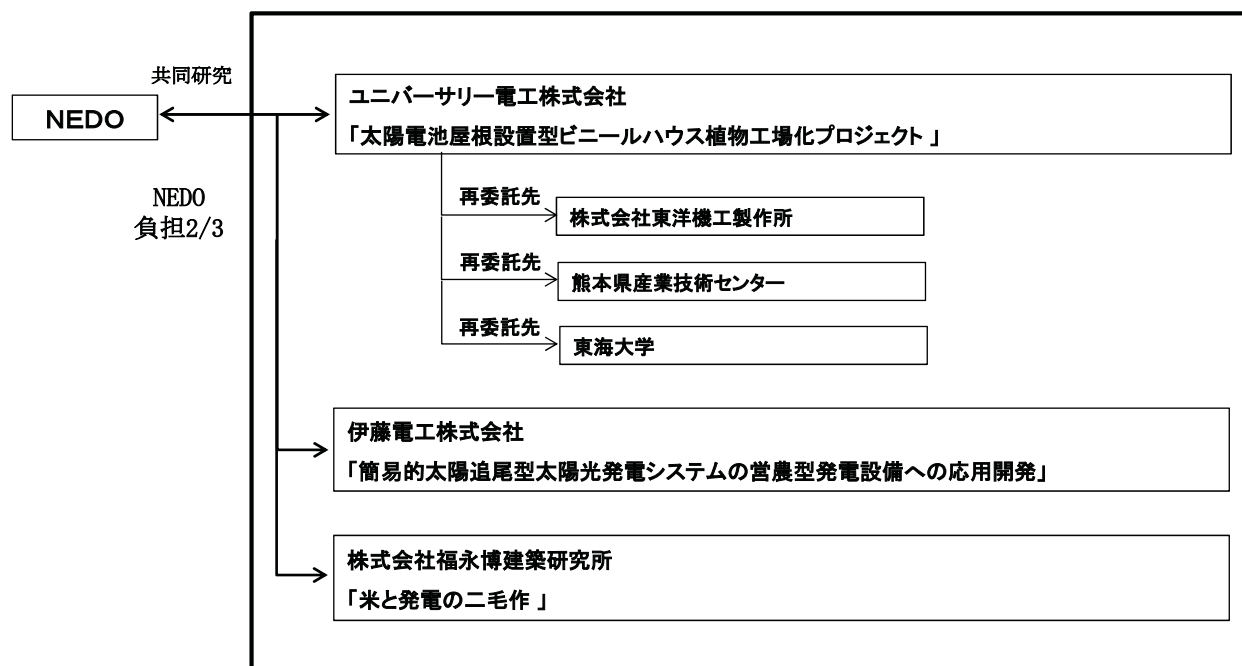 共同研究
NEDO
NEDO
負担2/3
ユニバーサリー電工株式会社
「太陽電池屋根設置型ビニールハウス植物工場化プロジェクト 」
再委託先
株式会社東洋機工製作所
再委託先
熊本県産業技術センター
再委託先
東海大学
伊藤電工株式会社
「簡易的太陽追尾型太陽光発電システムの営農型発電設備への応用開発」
株式会社福永博建築研究所
「米と発電の二毛作 」